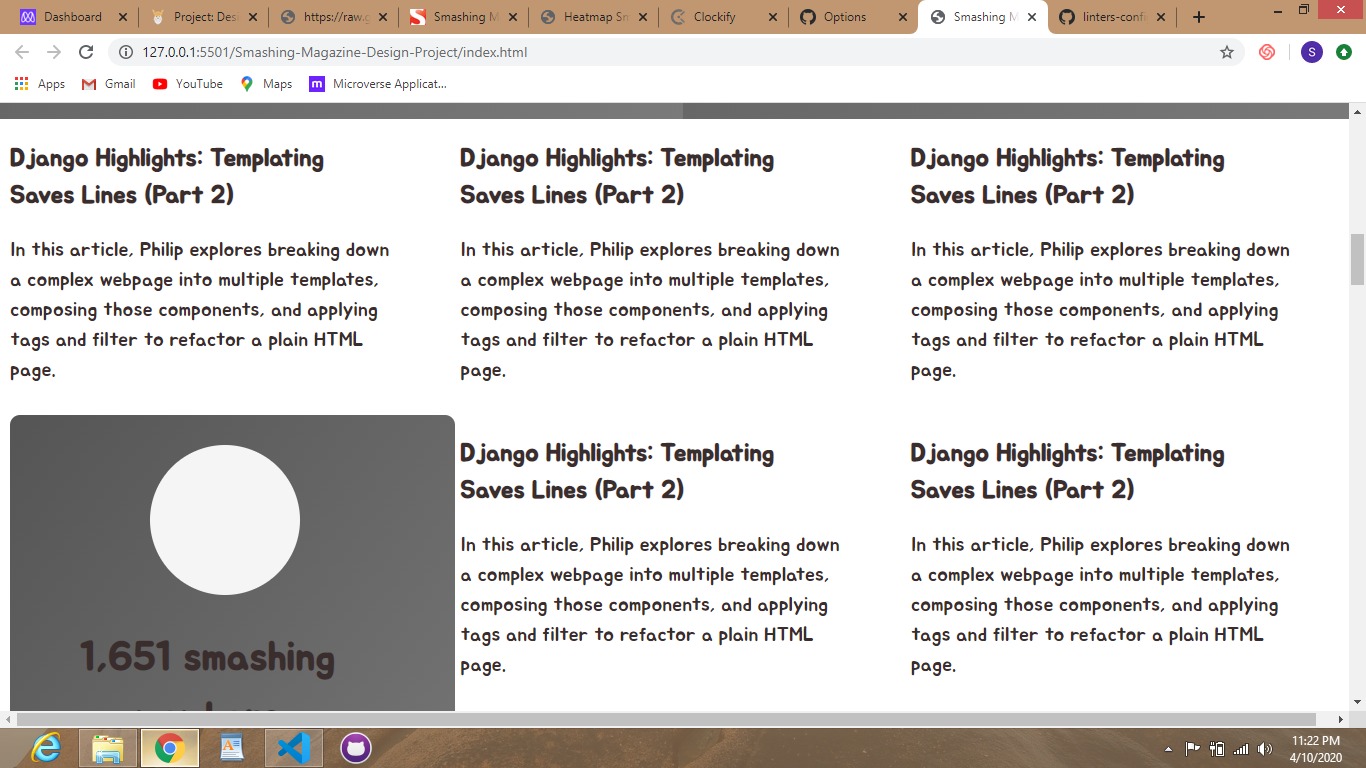 Dashboard
Project: Des
https://raw.g
Smashing M
Heatmap Sm
Clockify
Options
Smashing M
linters-confi
127.0.0.1:5501/Smashing-Magazine-Design-Project/index.html
S
Apps
Gmail
YouTube
Maps
m
Microverse Applicat...
Django Highlights: Templating
Saves Lines (Part 2)
In this article, Philip explores breaking down
a complex webpage into multiple templates,
composing those components, and applying
tags and filter to refactor a plain HTML
page.
Django Highlights: Templating
Saves Lines (Part 2)
In this article, Philip explores breaking down
a complex webpage into multiple templates,
composing those components, and applying
tags and filter to refactor a plain HTML
page.
Django Highlights: Templating
Saves Lines (Part 2)
In this article, Philip explores breaking down
a complex webpage into multiple templates,
composing those components, and applying
tags and filter to refactor a plain HTML
page.
1,651 smashing
Django Highlights: Templating
Saves Lines (Part 2)
In this article, Philip explores breaking down
a complex webpage into multiple templates,
composing those components, and applying
tags and filter to refactor a plain HTML
page.
Django Highlights: Templating
Saves Lines (Part 2)
In this article, Philip explores breaking down
a complex webpage into multiple templates,
composing those components, and applying
tags and filter to refactor a plain HTML
page.
11:22 PM
4/10/2020